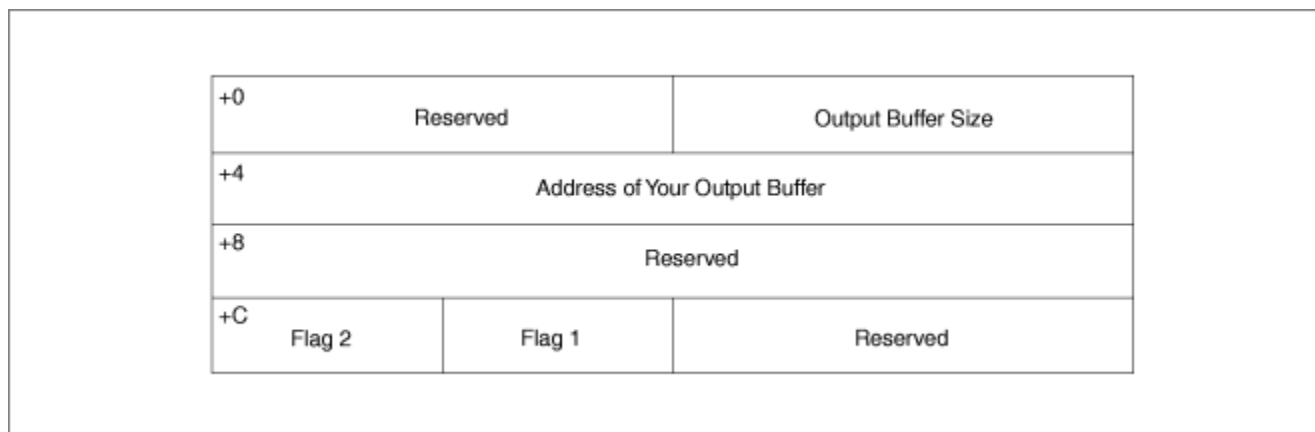 +0
Reserved
Output Buffer Size
+4
Address of Your Output Buffer
+8
Reserved
+C
Flag 2
Flag 1
Reserved